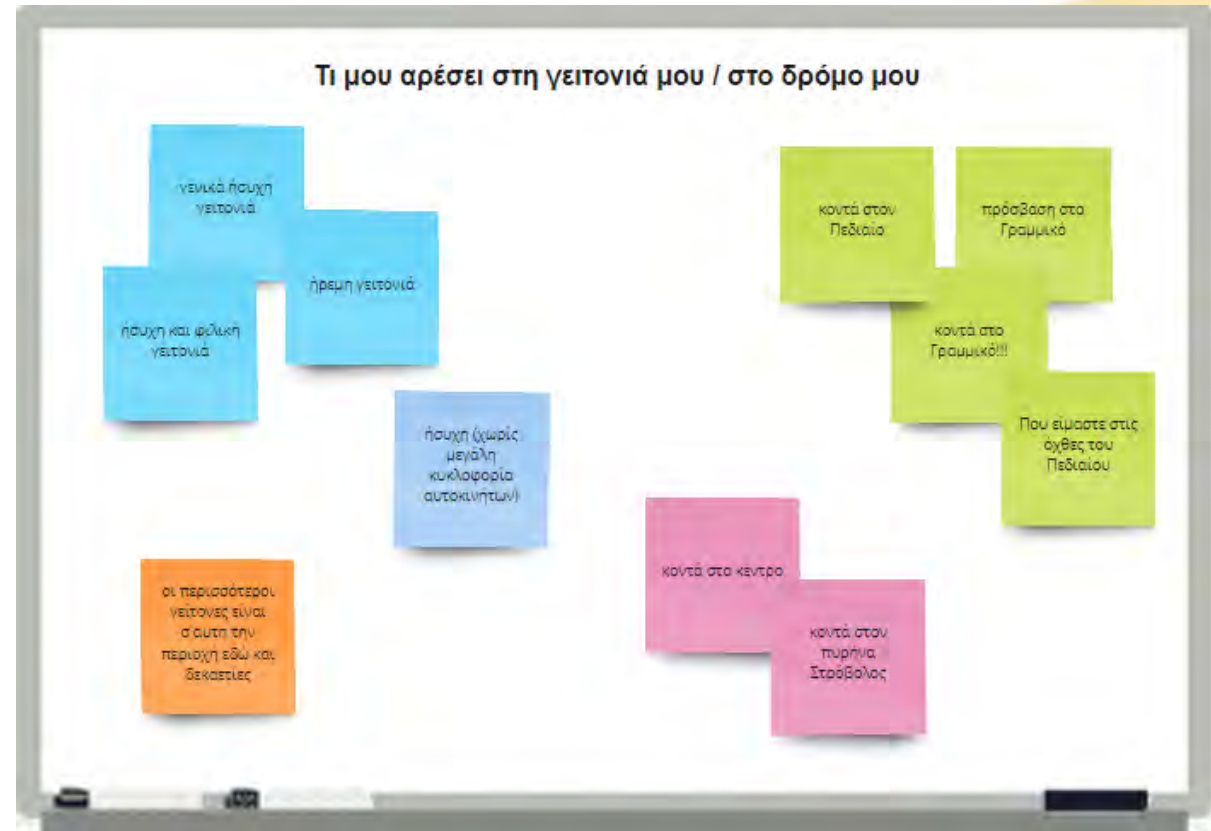 Τι μου αρέσει στη γειτονιά μου / στο δρόμο μου
γενικά ήσυχη
γειτονιά
ήρεμη γειτονιά
ήσυχη και φιλική
γειτονιά
ήσυχη (χωρίς
μεγάλη
κυκλοφορία
αυτοκινήτων)
οι περισσότεροι
γείτονες είναι
σ αυτη την
περιοχη εδω και
δεκαετίες
κοντά στον
Πεδιαίο
πρόσβαση στο
Γραμμικό
κοντά στο
Γραμμικό!!!
Που είμαστε στις
όχθες του
Πεδιαίου
κοντά στο κεντρο
κοντά στον
πυρήνα
Στρόβολος